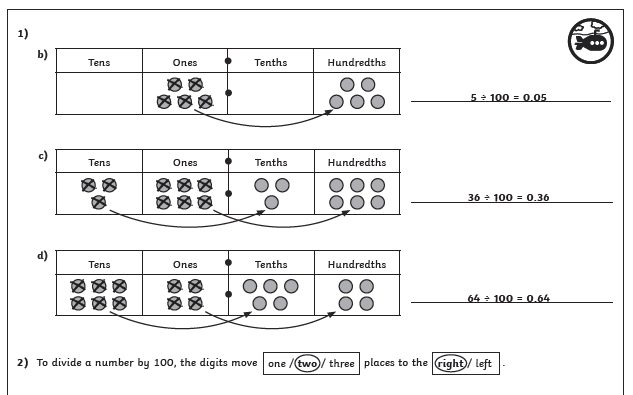 1)
b)
Tens Ones Tenths Hundredths
5 ÷ 100 = 0.05
c)
Tens Ones Tenths Hundredths
36 ÷ 100 = 0.36
d)
Tens Ones Tenths Hundredths
64 ÷ 100 = 0.64
2) To divide a number by 100, the digits move one / two / three places to the right / left .